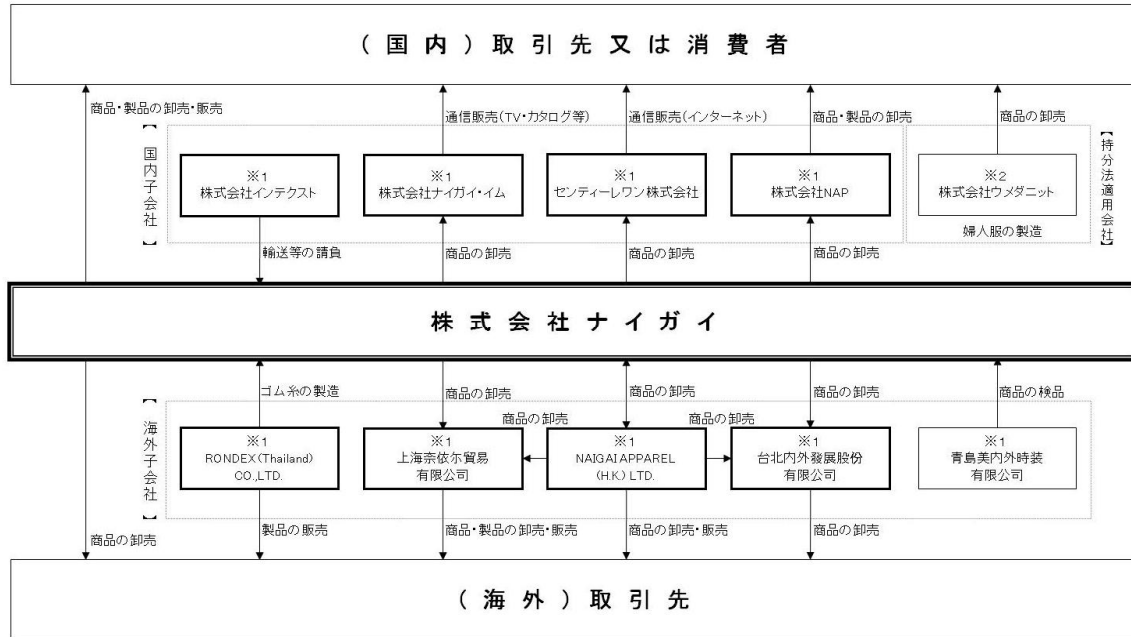 (国内)取引先又は消費者
商品・製品の卸売・販売
通信販売(TV・カタログ等)
通信販売(インターネット)
商品・製品の卸売
商品の卸売
【国内子会社】
※1
株式会社インテクスト
※1
株式会社ナイガイ・イム
※1
センティーレワン株式会社
※1
株式会社NAP
※2
株式会社ウメダニット
婦人服の製造
【持分法適用会社】
輸送等の請負
商品の卸売
商品の卸売
商品の卸売
株式会社ナイガイ
ゴム糸の製造
商品の卸売
商品の卸売
商品の卸売
商品の検品
【海外子会社】
商品の卸売
商品の卸売
※1
RONDEX(Thailand)
CO.,LTD.
※1
上海奈依尓貿易
有限公司
※1
NAIGAI APPAREL
(H.K.) LTD.
※1
台北内外發展股份
有限公司
※1
青島美内外時装
有限公司
商品の卸売
製品の販売
商品・製品の卸売・販売
商品の卸売・販売
商品の卸売
(海外)取引先